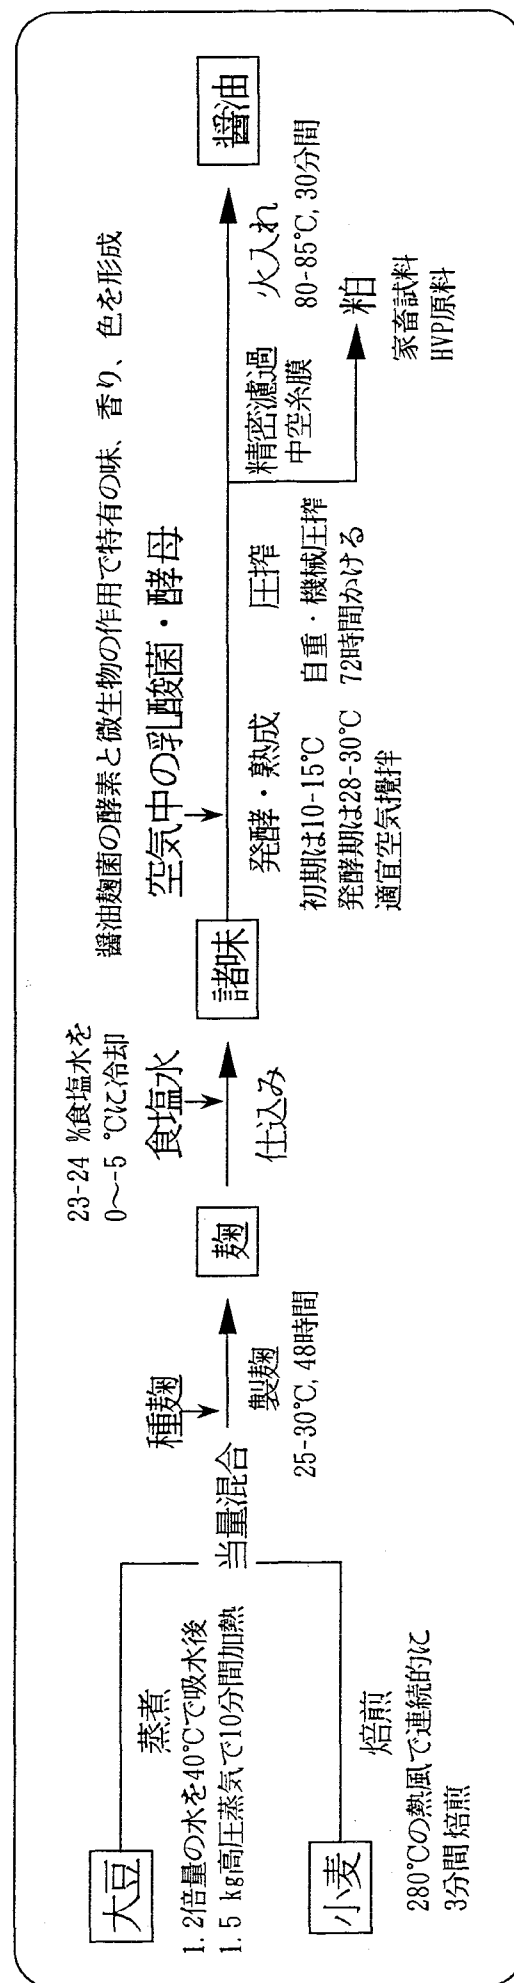 大豆
蒸煮
1.2倍量の水を40℃で吸水後
1.5 kg高圧蒸気で10分間加熱
小麦
焙煎
280℃の熱風で連続的に
3分間焙煎
当量混合
種麹
製麹
25-30℃, 48時間
麹
23-24 %食塩水を
0～-5 ℃に冷却
食塩水
仕込み
諸味
醤油麹菌の酵素と微生物の作用で特有の味、香り、色を形成
空気中の乳酸菌・酵母
発酵・熟成
初期は10-15℃
発酵期は28-30℃
適宜空気攪拌
圧搾
自重・機械圧搾
72時間かける
精密濾過
中空糸膜
火入れ
80-85℃, 30分間
粕
家畜試料
HVP原料
醤油